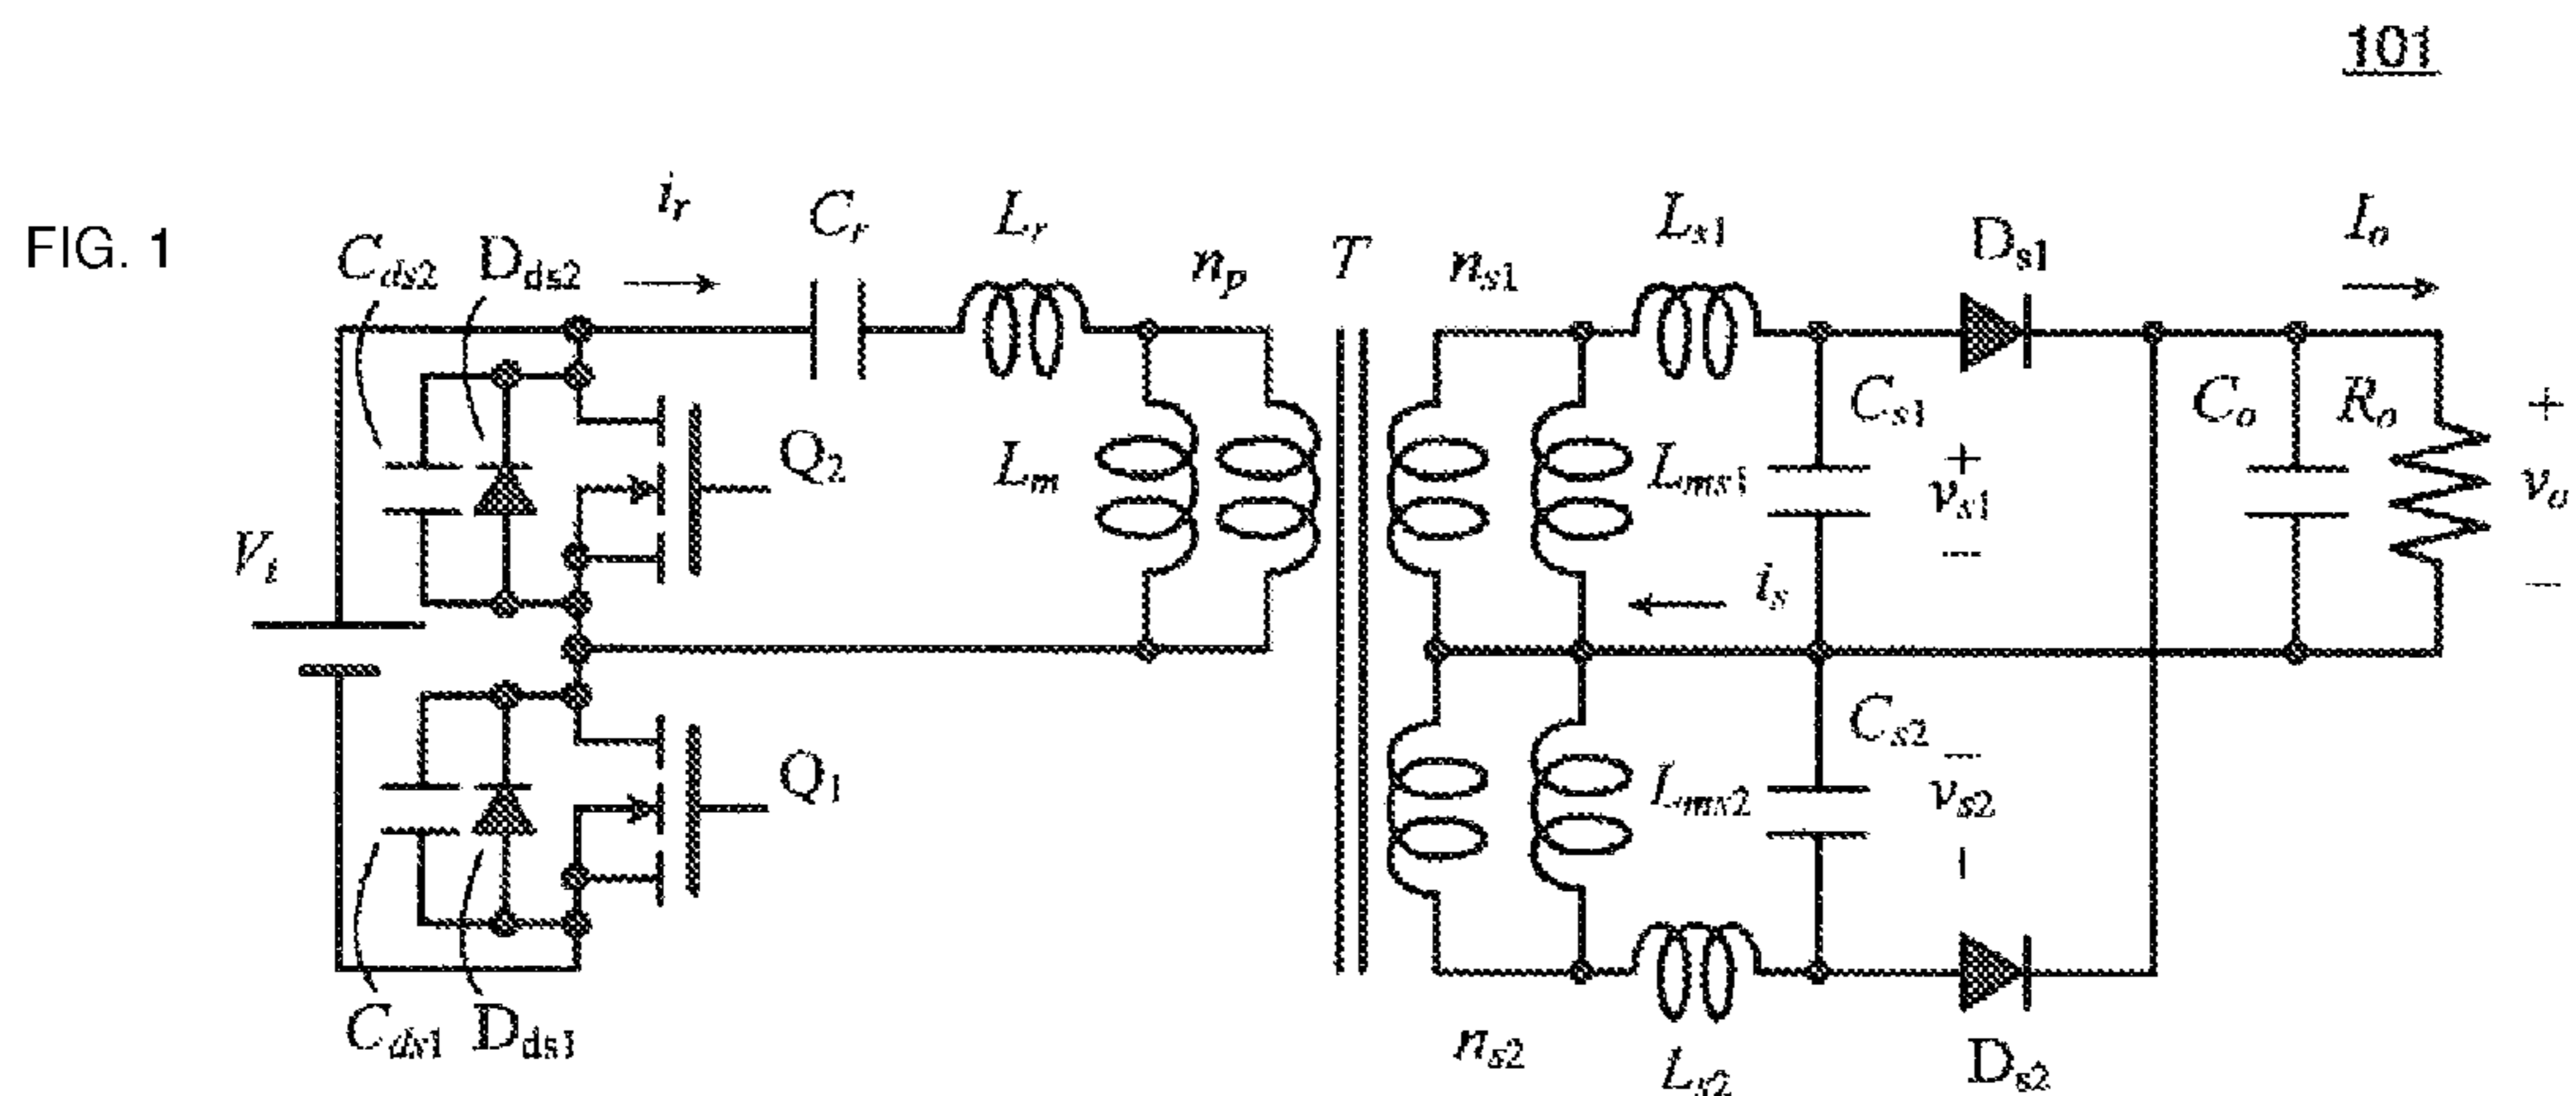 101
FIG. 1
C_ds2
D_ds2
i_r
C_r
L_r
n_p
T
n_s1
L_s1
D_s1
I_o
V_i
Q_2
L_m
L_ms1
C_s1
+
v_s1
−
C_o
R_o
+
v_o
−
i_s
Q_1
L_ms2
C_s2
−
v_s2
+
C_ds1
D_ds1
n_s2
L_s2
D_s2